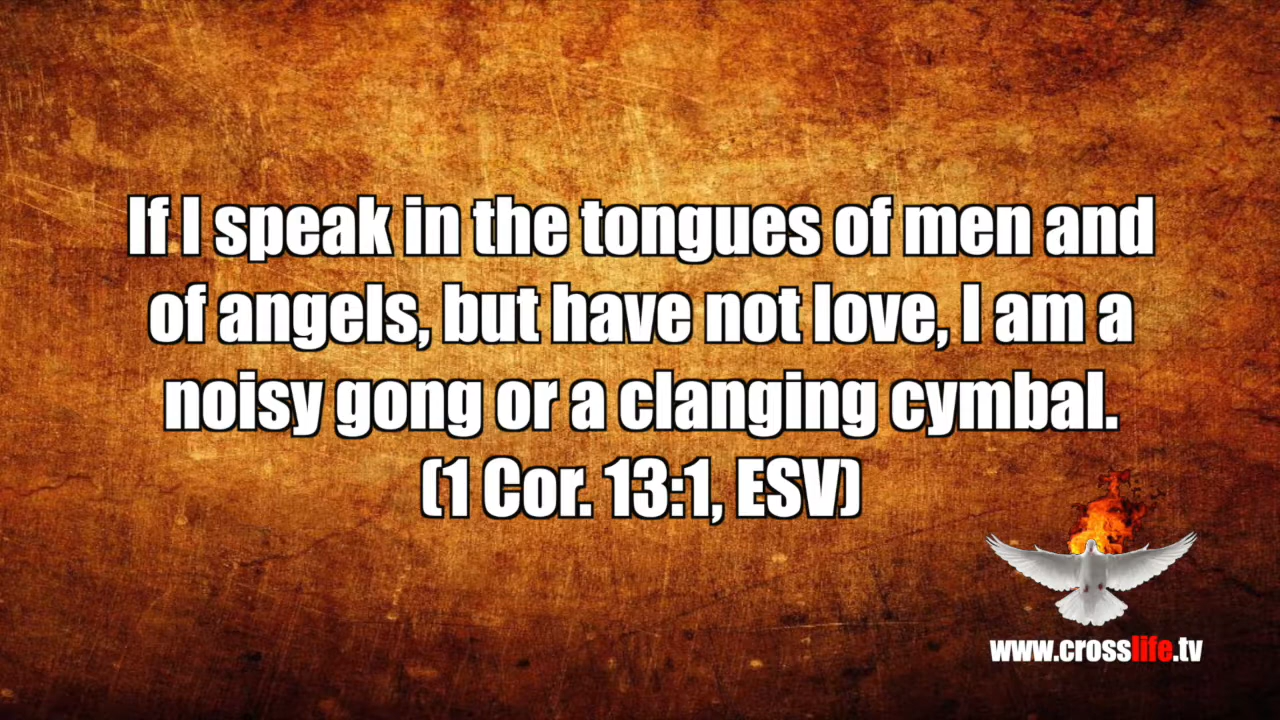 If I speak in the tongues of men and
of angels, but have not love, I am a
noisy gong or a clanging cymbal.
(1 Cor. 13:1, ESV)
www.crosslife.tv